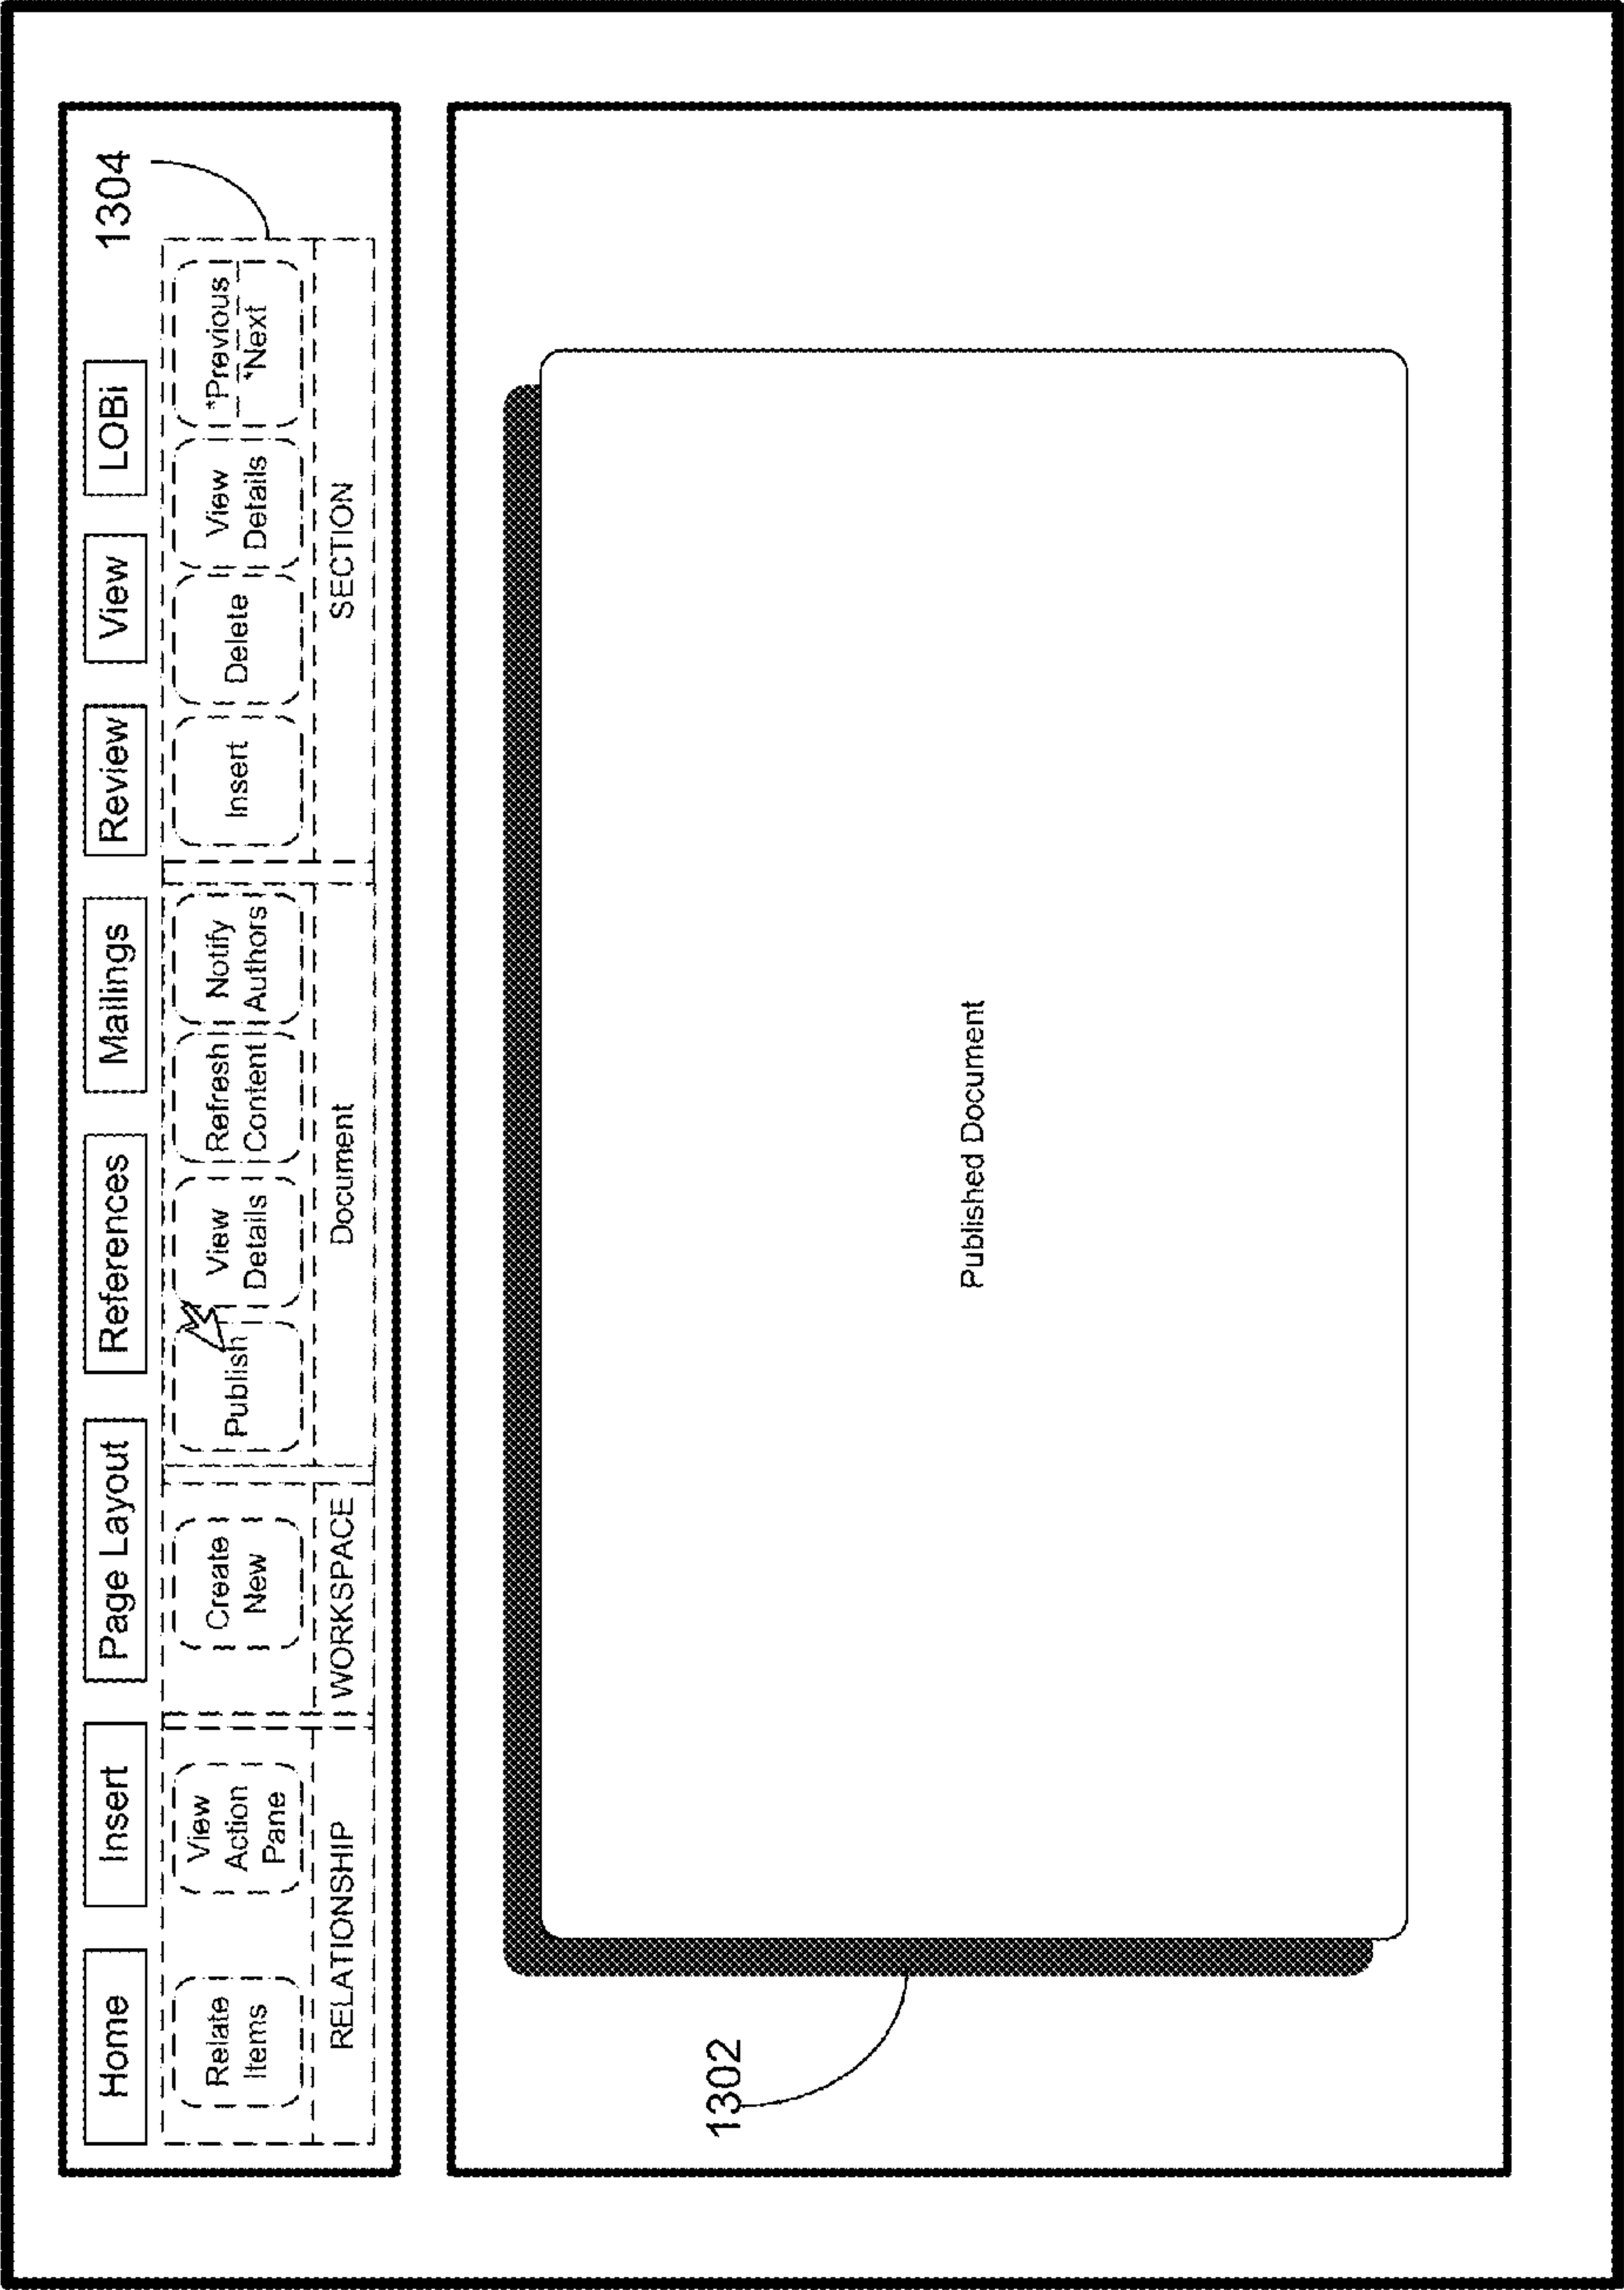 Home
Insert
Page Layout
References
Mailings
Review
View
LOBi
1304
Relate
Items
View
Action
Pane
RELATIONSHIP
Create
New
WORKSPACE
Publish
View
Details
Refresh
Content
Notify
Authors
Document
Insert
Delete
View
Details
*Previous
*Next
SECTION
1302
Published Document